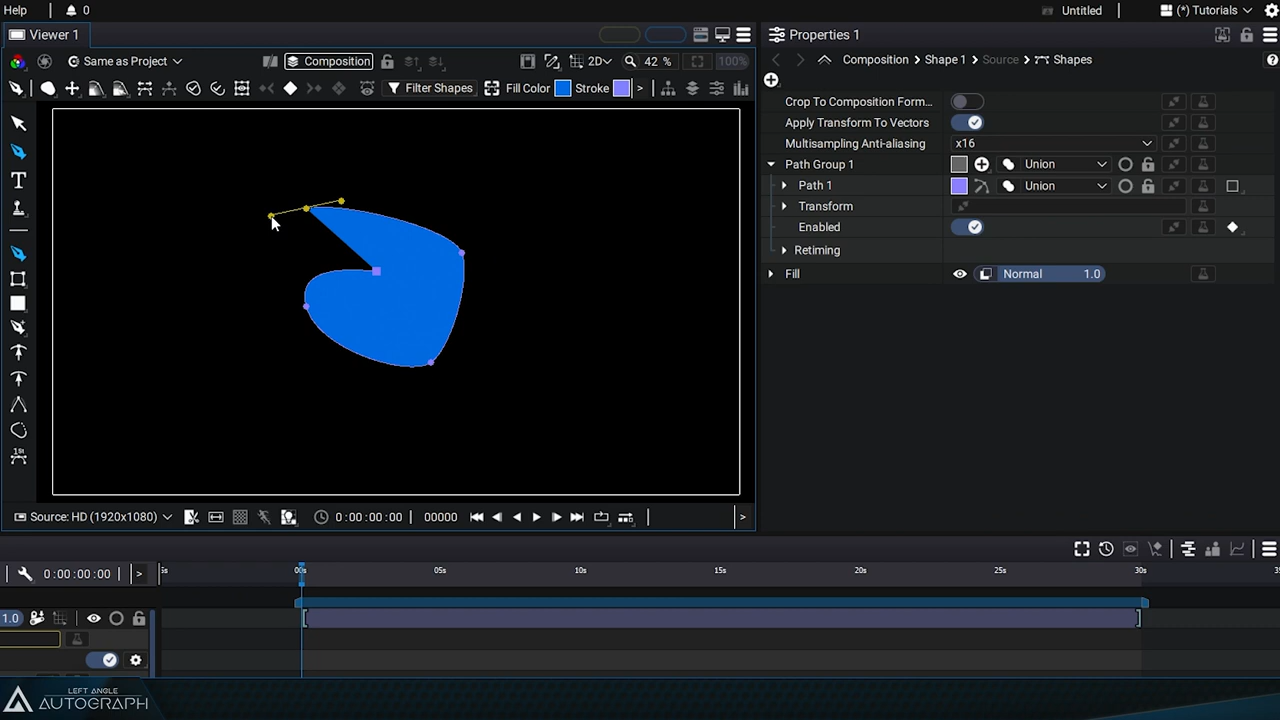 Help
0
Untitled
(*) Tutorials
Viewer 1
Properties 1
Same as Project
Composition
2D
42 %
100%
Composition
Shape 1
Source
Shapes
Filter Shapes
Fill Color
Stroke
>
Crop To Composition Form...
Apply Transform To Vectors
Multisampling Anti-aliasing
x16
Path Group 1
Union
Path 1
Union
Transform
Enabled
Retiming
Fill
Normal
1.0
T
1st
Source: HD (1920x1080)
0:00:00:00
00000
>
0:00:00:00
>
5s
00s
05s
10s
15s
20s
25s
30s
1.0
LEFT ANGLE
AUTOGRAPH